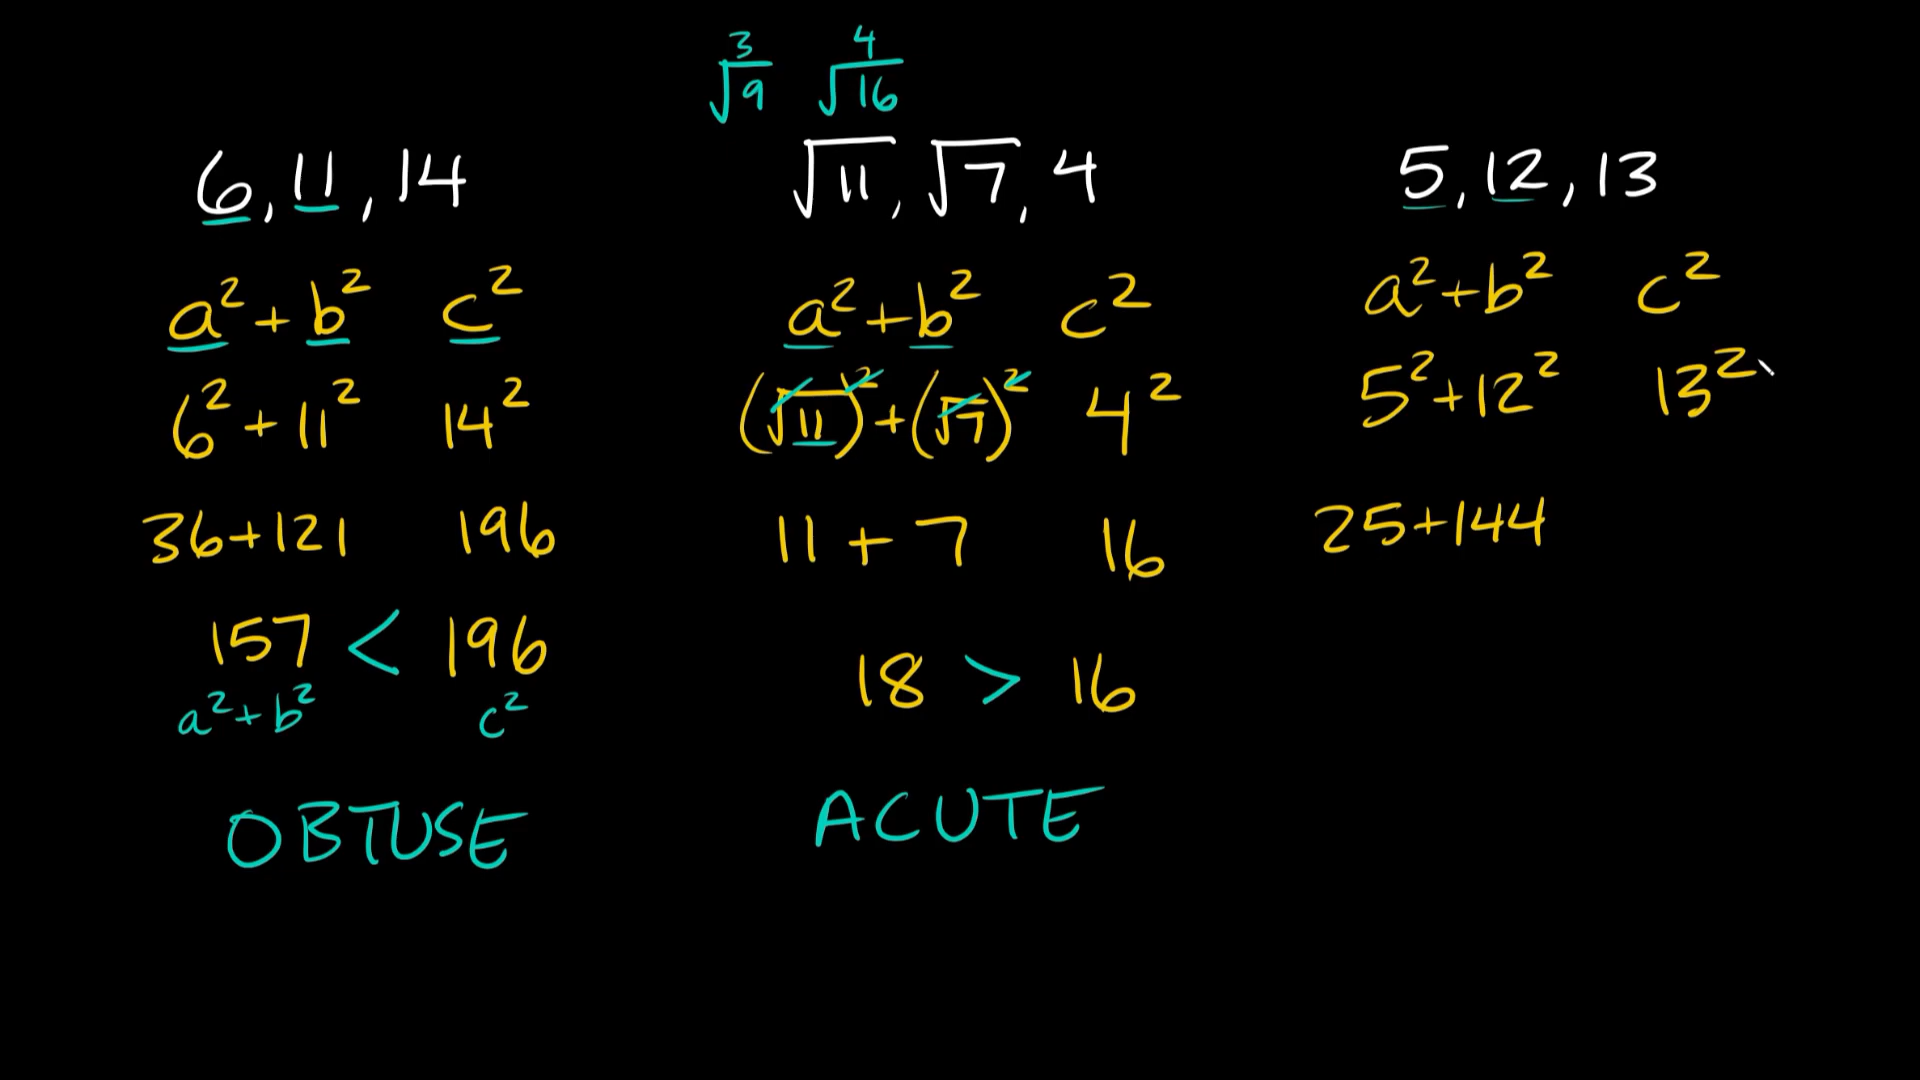 3 4
√9 √16
6, 11, 14
a² + b² c²
6² + 11² 14²
36 + 121 196
157 < 196
a² + b² c²
OBTUSE
√11, √7, 4
a² + b² c²
(√11)² + (√7)² 4²
11 + 7 16
18 > 16
ACUTE
5, 12, 13
a² + b² c²
5² + 12² 13²
25 + 144